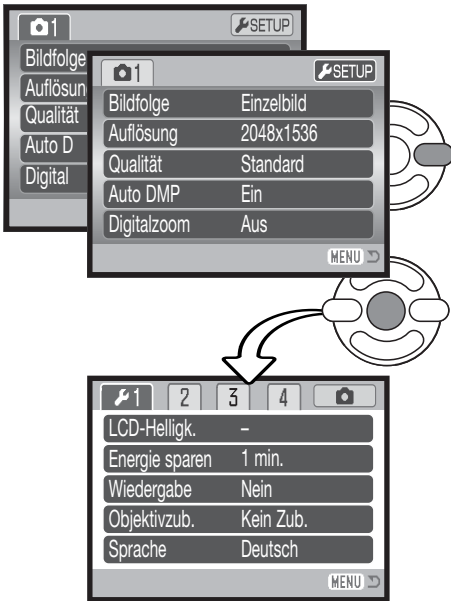 1 SETUP
Bildfolge
Auflösun
Qualität
Auto D
Digital
1 SETUP
Bildfolge Einzelbild
Auflösung 2048x1536
Qualität Standard
Auto DMP Ein
Digitalzoom Aus
MENU
1 2 3 4
LCD-Helligk. –
Energie sparen 1 min.
Wiedergabe Nein
Objektivzub. Kein Zub.
Sprache Deutsch
MENU